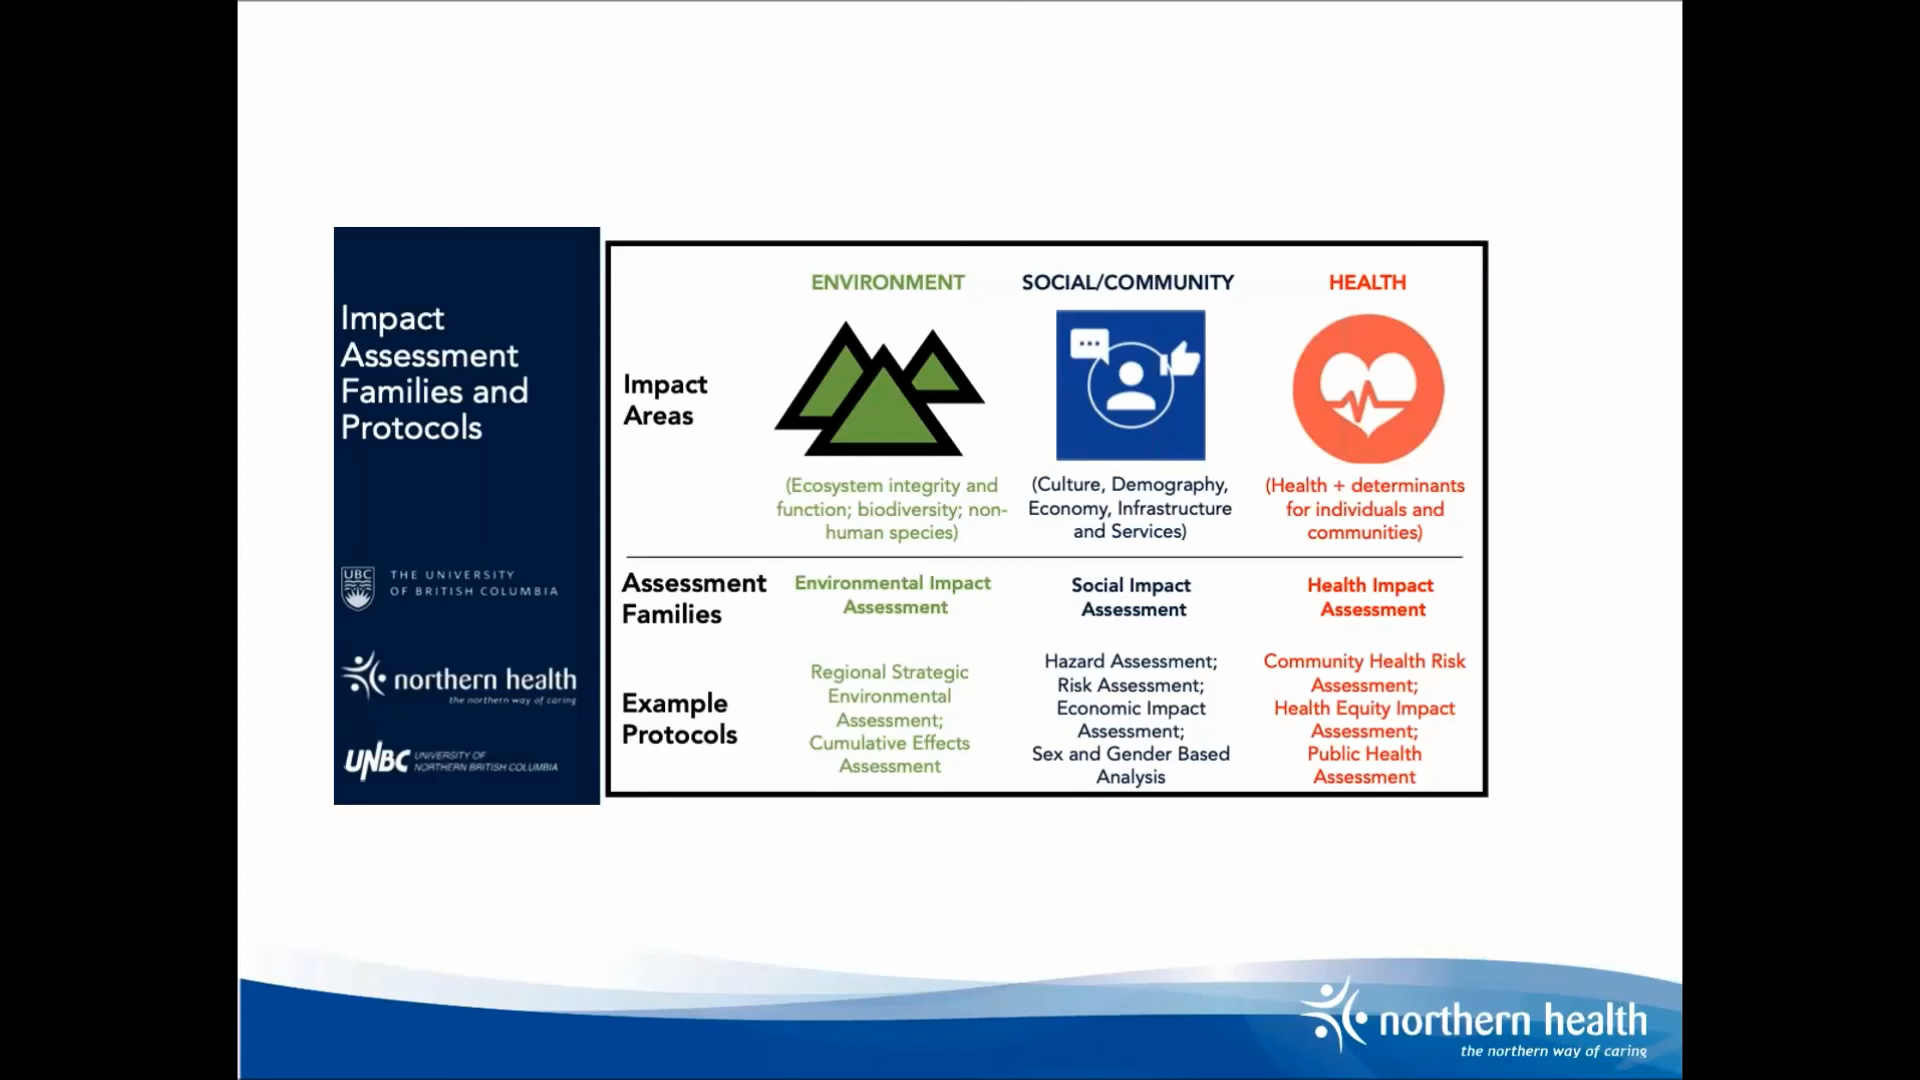 Impact
Assessment
Families and
Protocols
UBC
THE UNIVERSITY
OF BRITISH COLUMBIA
northern health
the northern way of caring
UNBC
UNIVERSITY OF
NORTHERN BRITISH COLUMBIA
ENVIRONMENT
SOCIAL/COMMUNITY
HEALTH
Impact
Areas
(Ecosystem integrity and
function; biodiversity; non-
human species)
(Culture, Demography,
Economy, Infrastructure
and Services)
(Health + determinants
for individuals and
communities)
Assessment
Families
Environmental Impact
Assessment
Social Impact
Assessment
Health Impact
Assessment
Example
Protocols
Regional Strategic
Environmental
Assessment;
Cumulative Effects
Assessment
Hazard Assessment;
Risk Assessment;
Economic Impact
Assessment;
Sex and Gender Based
Analysis
Community Health Risk
Assessment;
Health Equity Impact
Assessment;
Public Health
Assessment
northern health
the northern way of caring